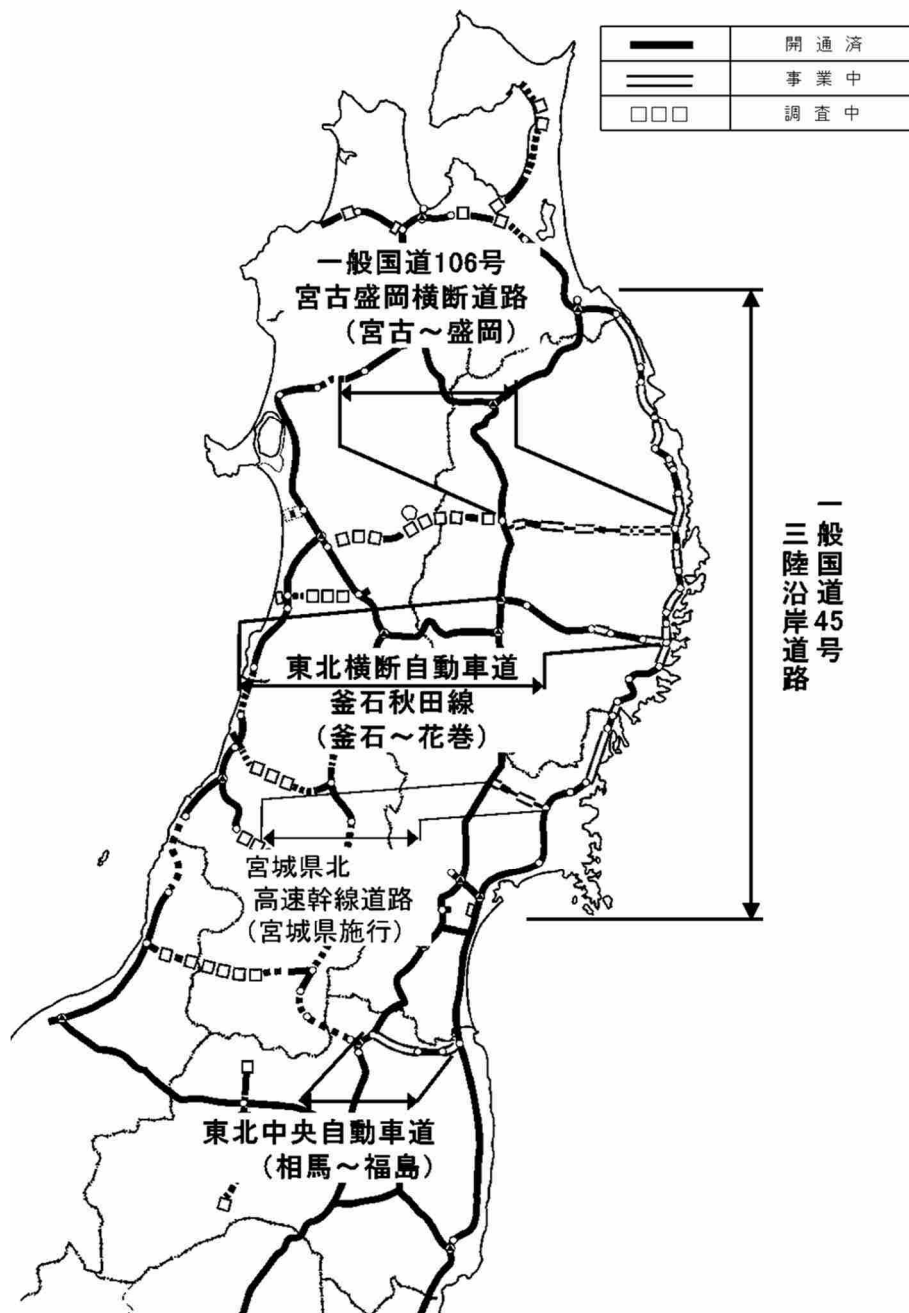 開通済
事業中
調査中
一般国道106号
宮古盛岡横断道路
（宮古～盛岡）
一般国道45号
三陸沿岸道路
東北横断自動車道
釜石秋田線
（釜石～花巻）
宮城県北
高速幹線道路
（宮城県施行）
東北中央自動車道
（相馬～福島）